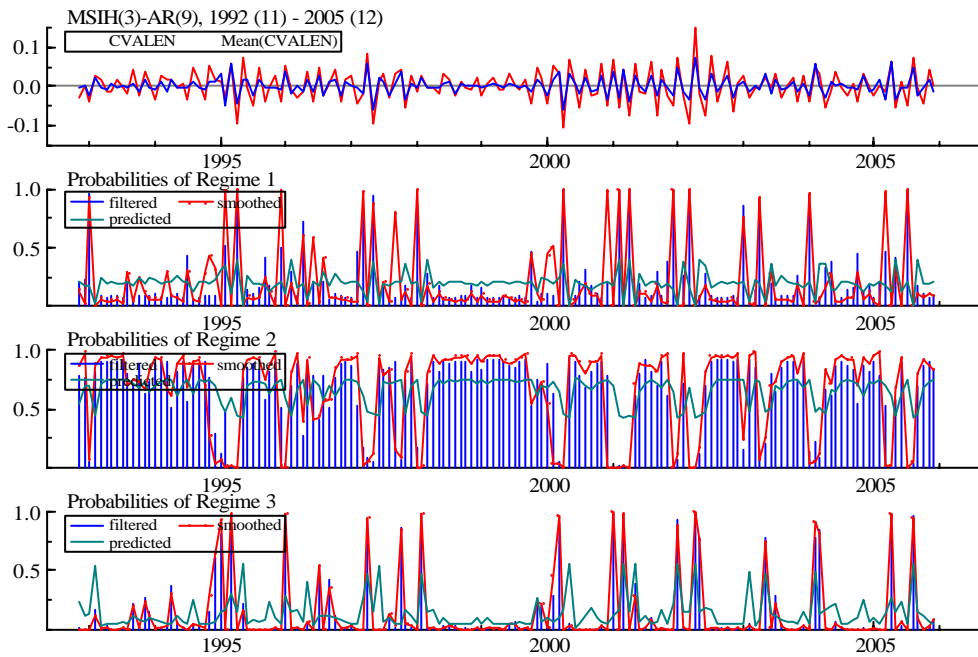 MSIH(3)-AR(9), 1992 (11) - 2005 (12)
CVALEN Mean(CVALEN)
0.1
0.0
-0.1
1995 2000 2005
Probabilities of Regime 1
1.0
filtered smoothed
predicted
0.5
1995 2000 2005
Probabilities of Regime 2
1.0
filtered smoothed
predicted
0.5
1995 2000 2005
Probabilities of Regime 3
1.0
filtered smoothed
predicted
0.5
1995 2000 2005